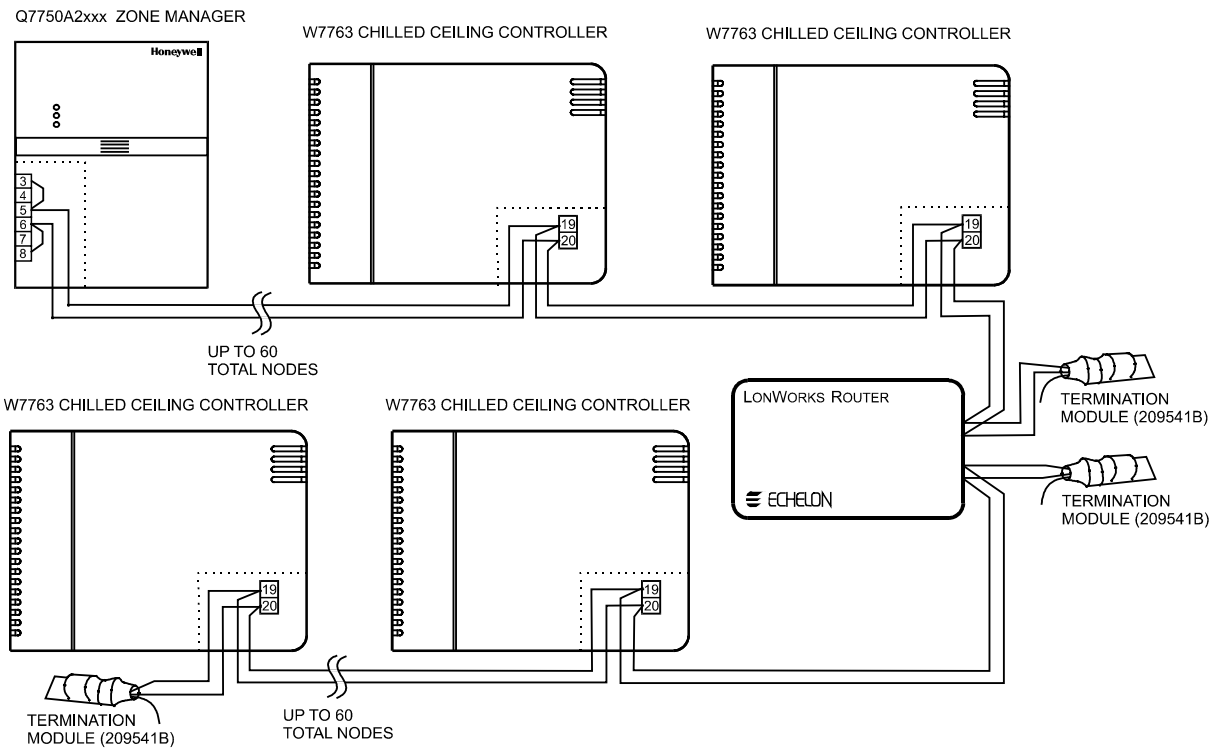 Q7750A2xxx ZONE MANAGER
W7763 CHILLED CEILING CONTROLLER
W7763 CHILLED CEILING CONTROLLER
Honeywell
3
4
5
6
7
8
19
20
19
20
UP TO 60
TOTAL NODES
W7763 CHILLED CEILING CONTROLLER
W7763 CHILLED CEILING CONTROLLER
LONWORKS ROUTER
ECHELON
TERMINATION
MODULE (209541B)
TERMINATION
MODULE (209541B)
19
20
19
20
TERMINATION
MODULE (209541B)
UP TO 60
TOTAL NODES